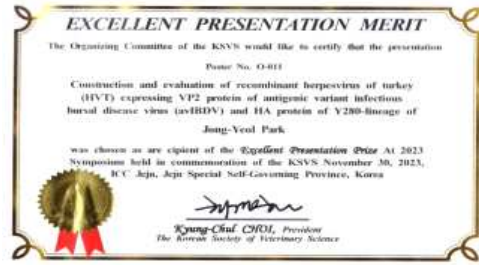 EXCELLENT PRESENTATION MERIT
The Organizing Committee of the KSVS would like to certify that the presentation
Poster No. O-011
Construction and evaluation of recombinant herpesvirus of turkey
(HVT) expressing VP2 protein of antigenic variant infectious
bursal disease virus (avIBDV) and HA protein of Y280-lineage of
Jong-Yeol Park
was chosen as are cipient of the Excellent Presentation Prize At 2023
Symposium held in commemoration of the KSVS November 30, 2023,
ICC Jeju, Jeju Special Self-Governing Province, Korea
Kyung-Chul CHOI, President
The Korean Society of Veterinary Science